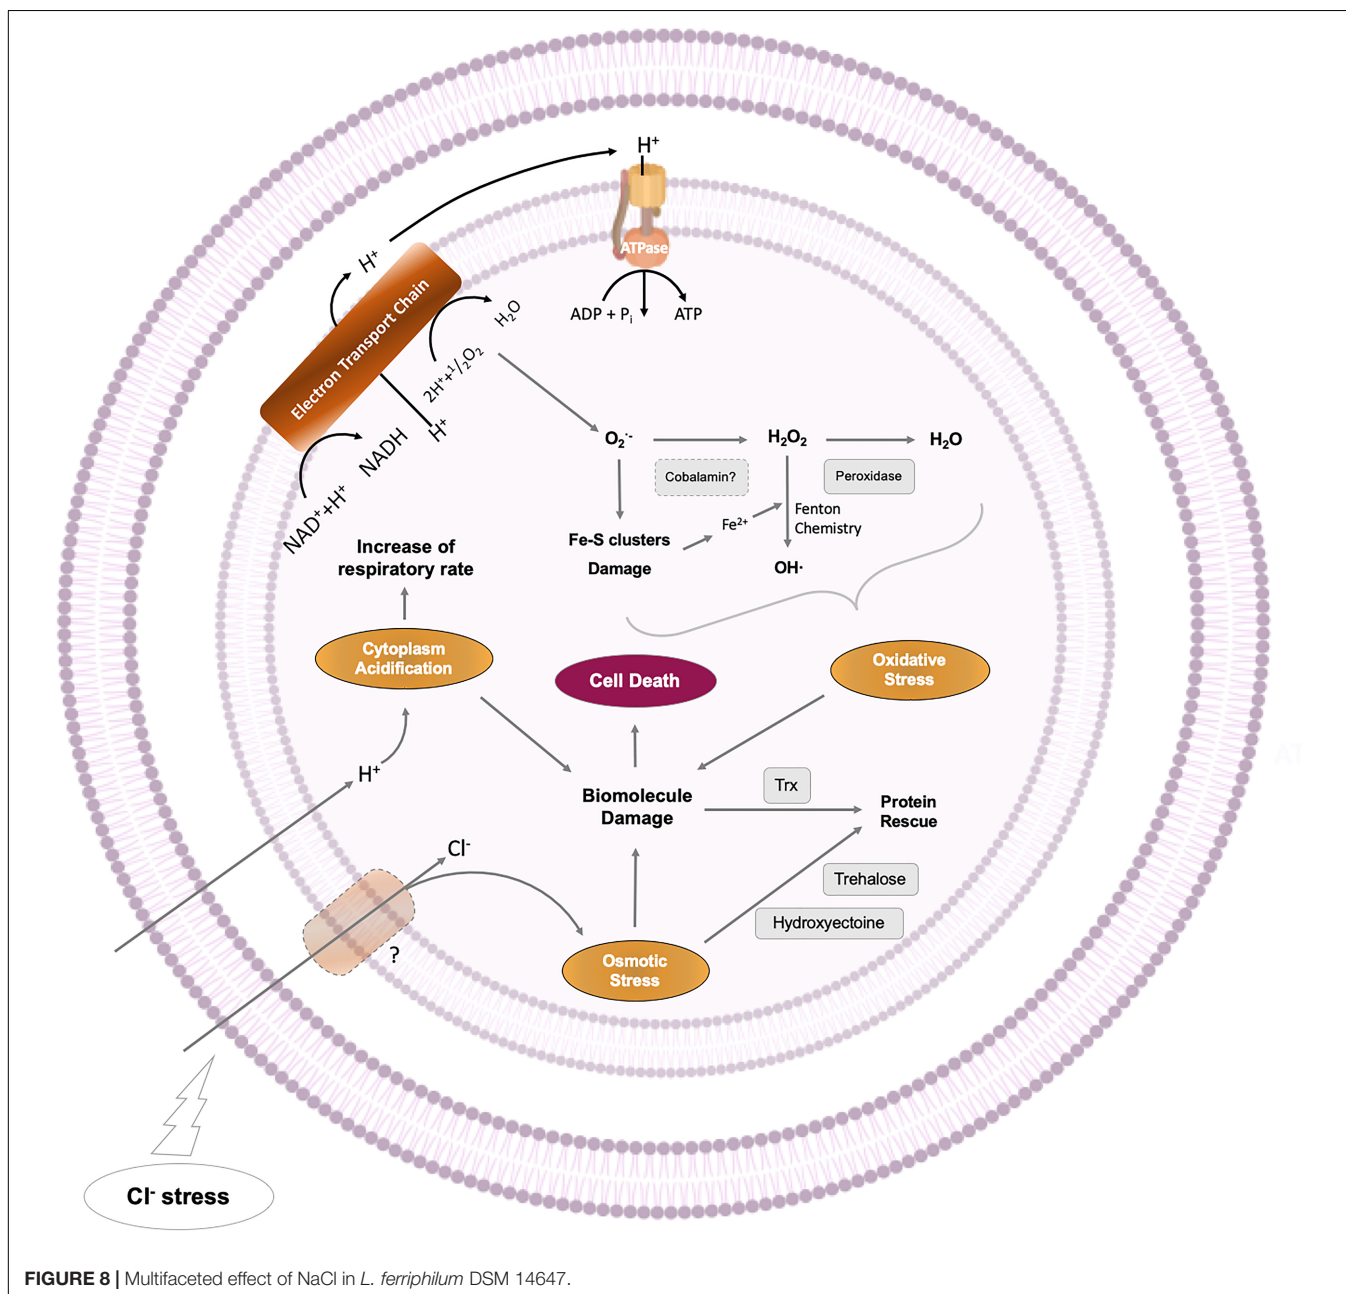 H⁺
ATPase
ADP + Pᵢ
ATP
H⁺
Electron Transport Chain
H₂O
2H⁺+¹/₂O₂
H⁺
NADH
NAD⁺+H⁺
O₂·⁻
H₂O₂
H₂O
Cobalamin?
Peroxidase
Fe²⁺
Fenton
Chemistry
Fe-S clusters
Damage
OH·
Increase of
respiratory rate
Cytoplasm
Acidification
Cell Death
Oxidative
Stress
H⁺
Biomolecule
Damage
Trx
Protein
Rescue
Cl⁻
?
Trehalose
Hydroxyectoine
Osmotic
Stress
Cl⁻ stress
AT
FIGURE 8 | Multifaceted effect of NaCl in L. ferriphilum DSM 14647.